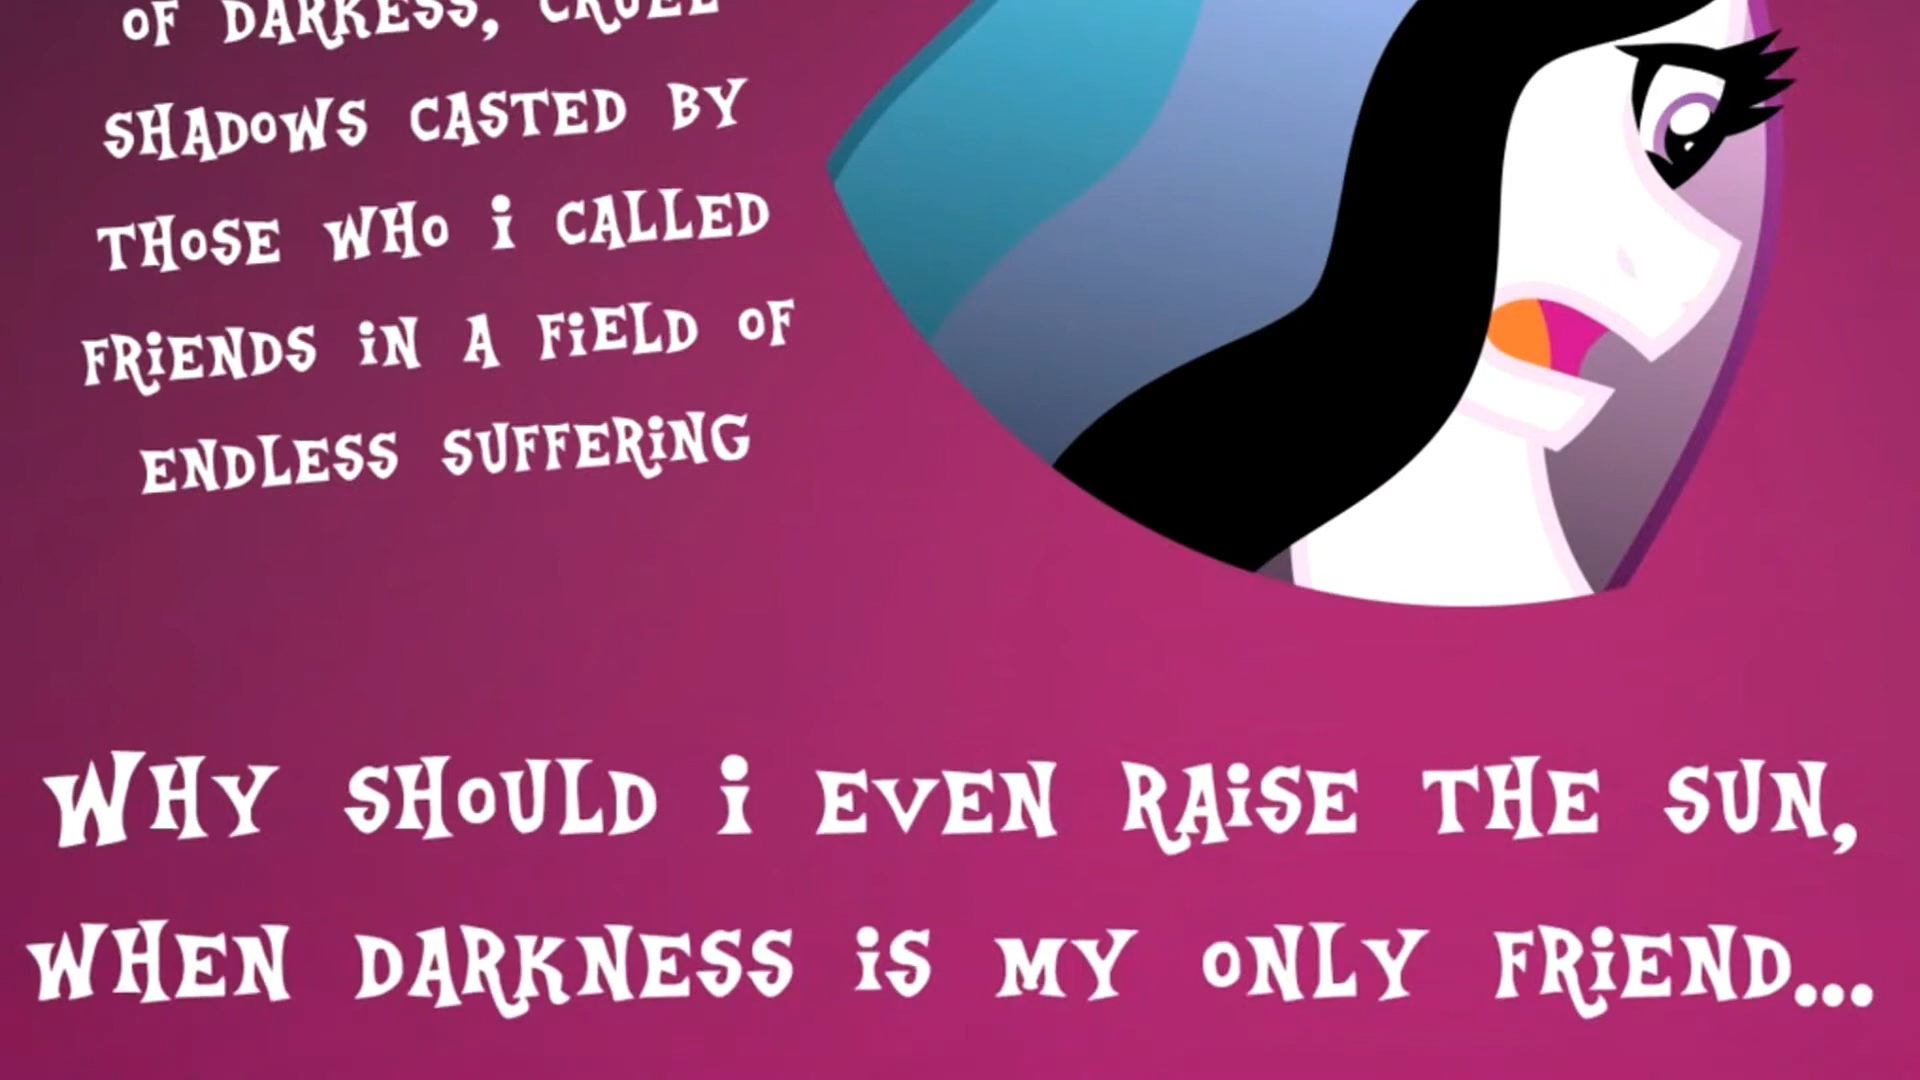 OF DARKESS, CRUEL
SHADOWS CASTED BY
THOSE WHO i CALLED
FRiENDS iN A FiELD OF
ENDLESS SUFFERiNG
WHY SHOULD i EVEN RAiSE THE SUN,
WHEN DARKNESS iS MY ONLY FRiEND...